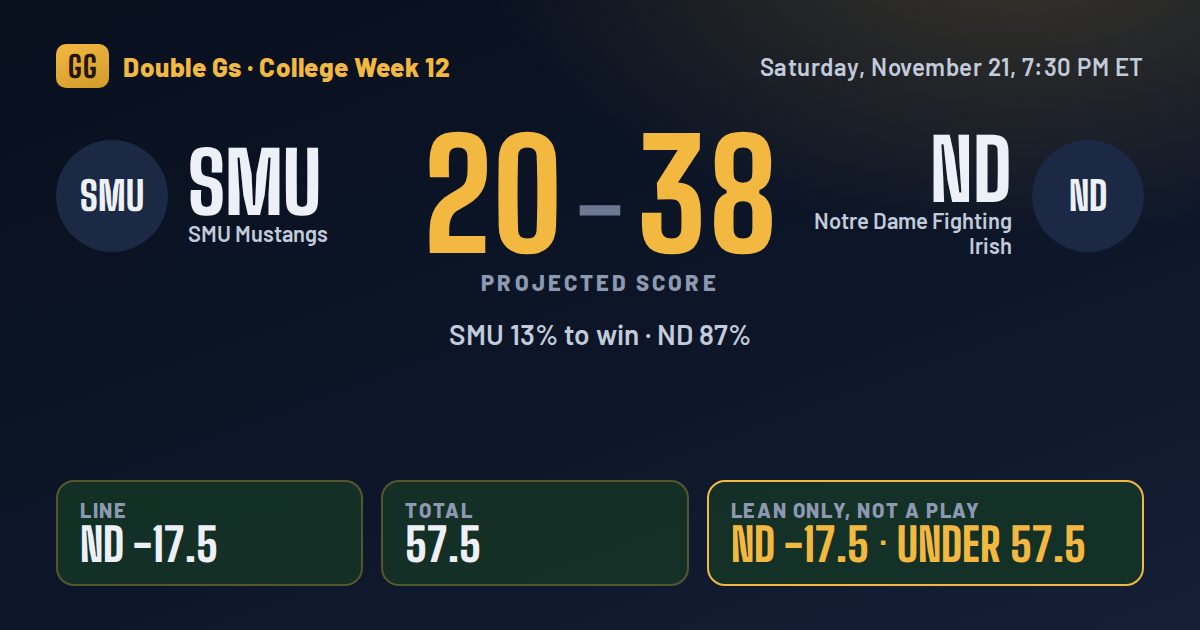 GG
Double Gs · College Week 12
Saturday, November 21, 7:30 PM ET
SMU
SMU
SMU Mustangs
20 – 38
PROJECTED SCORE
SMU 13% to win · ND 87%
ND
Notre Dame Fighting
Irish
ND
LINE
ND −17.5
TOTAL
57.5
LEAN ONLY, NOT A PLAY
ND −17.5 · UNDER 57.5